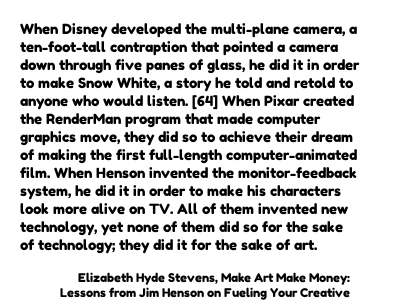 When Disney developed the multi-plane camera, a
ten-foot-tall contraption that pointed a camera
down through five panes of glass, he did it in order
to make Snow White, a story he told and retold to
anyone who would listen. [64] When Pixar created
the RenderMan program that made computer
graphics move, they did so to achieve their dream
of making the first full-length computer-animated
film. When Henson invented the monitor-feedback
system, he did it in order to make his characters
look more alive on TV. All of them invented new
technology, yet none of them did so for the sake
of technology; they did it for the sake of art.
Elizabeth Hyde Stevens, Make Art Make Money:
Lessons from Jim Henson on Fueling Your Creative